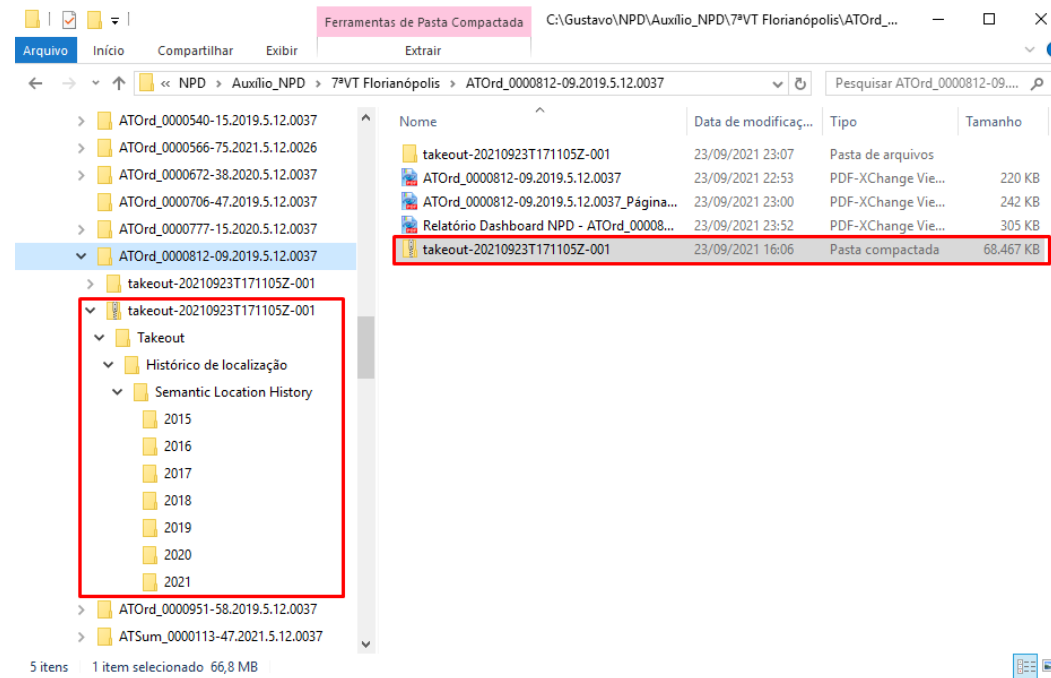 Ferramentas de Pasta Compactada
C:\Gustavo\NPD\Auxílio_NPD\7ªVT Florianópolis\ATOrd_...
Arquivo Início Compartilhar Exibir Extrair
« NPD > Auxílio_NPD > 7ªVT Florianópolis > ATOrd_0000812-09.2019.5.12.0037
Pesquisar ATOrd_0000812-09....
ATOrd_0000540-15.2019.5.12.0037
ATOrd_0000566-75.2021.5.12.0026
ATOrd_0000672-38.2020.5.12.0037
ATOrd_0000706-47.2019.5.12.0037
ATOrd_0000777-15.2020.5.12.0037
ATOrd_0000812-09.2019.5.12.0037
takeout-20210923T171105Z-001
takeout-20210923T171105Z-001
Takeout
Histórico de localização
Semantic Location History
2015
2016
2017
2018
2019
2020
2021
ATOrd_0000951-58.2019.5.12.0037
ATSum_0000113-47.2021.5.12.0037
Nome Data de modificaç... Tipo Tamanho
takeout-20210923T171105Z-001 23/09/2021 23:07 Pasta de arquivos
ATOrd_0000812-09.2019.5.12.0037 23/09/2021 22:53 PDF-XChange Vie... 220 KB
ATOrd_0000812-09.2019.5.12.0037_Página... 23/09/2021 23:00 PDF-XChange Vie... 242 KB
Relatório Dashboard NPD - ATOrd_00008... 23/09/2021 23:52 PDF-XChange Vie... 305 KB
takeout-20210923T171105Z-001 23/09/2021 16:06 Pasta compactada 68.467 KB
5 itens 1 item selecionado 66,8 MB